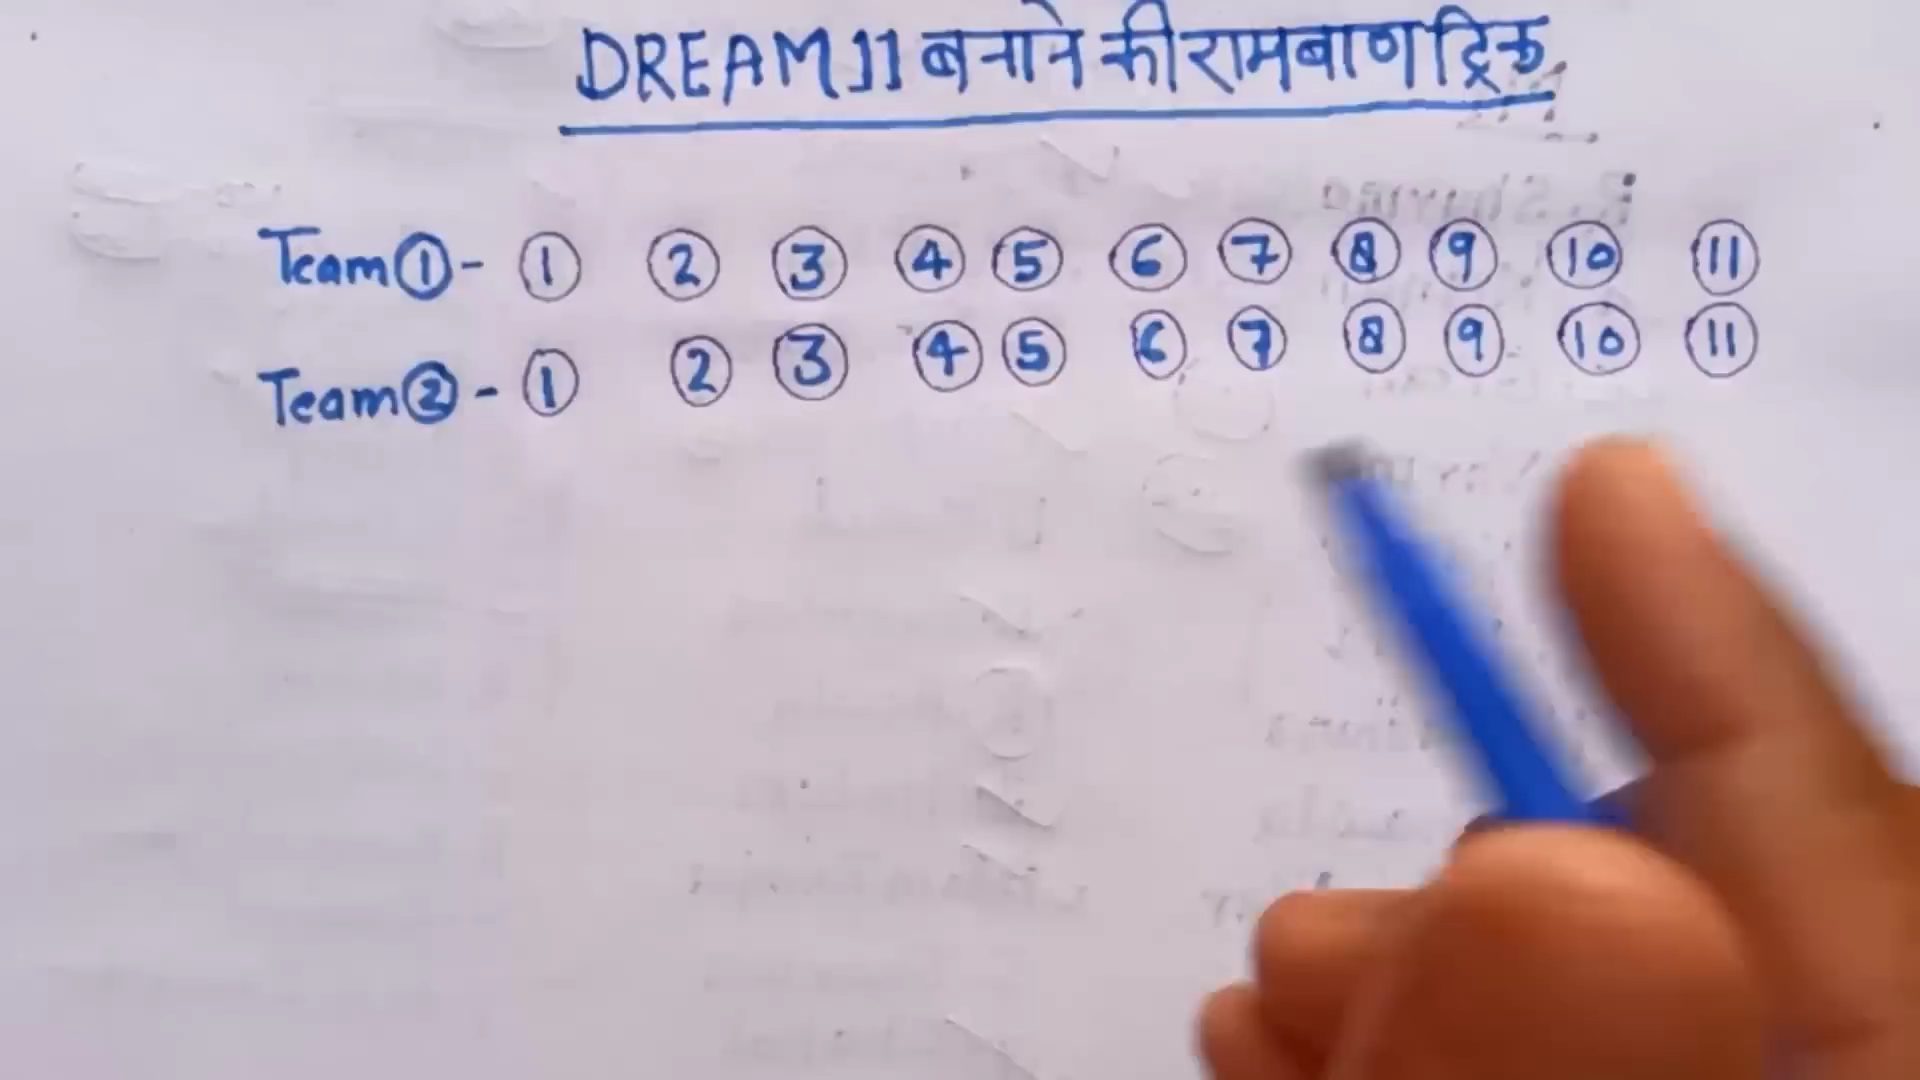 DREAM11 बनाने की रामबाण ट्रिक
Team① - ① ② ③ ④ ⑤ ⑥ ⑦ ⑧ ⑨ ⑩ ⑪
Team② - ① ② ③ ④ ⑤ ⑥ ⑦ ⑧ ⑨ ⑩ ⑪